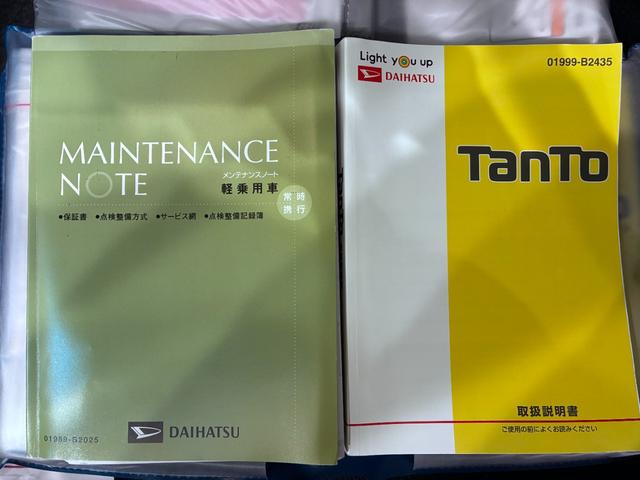 MAINTENANCE
NOTE
メンテナンスノート
軽乗用車
常時
携行
●保証書 ●点検整備方式 ●サービス網 ●点検整備記録簿
01999-B2025
DAIHATSU
Light you up
DAIHATSU
01999-B2435
TanTo
取扱説明書
ご使用の前によくお読みください